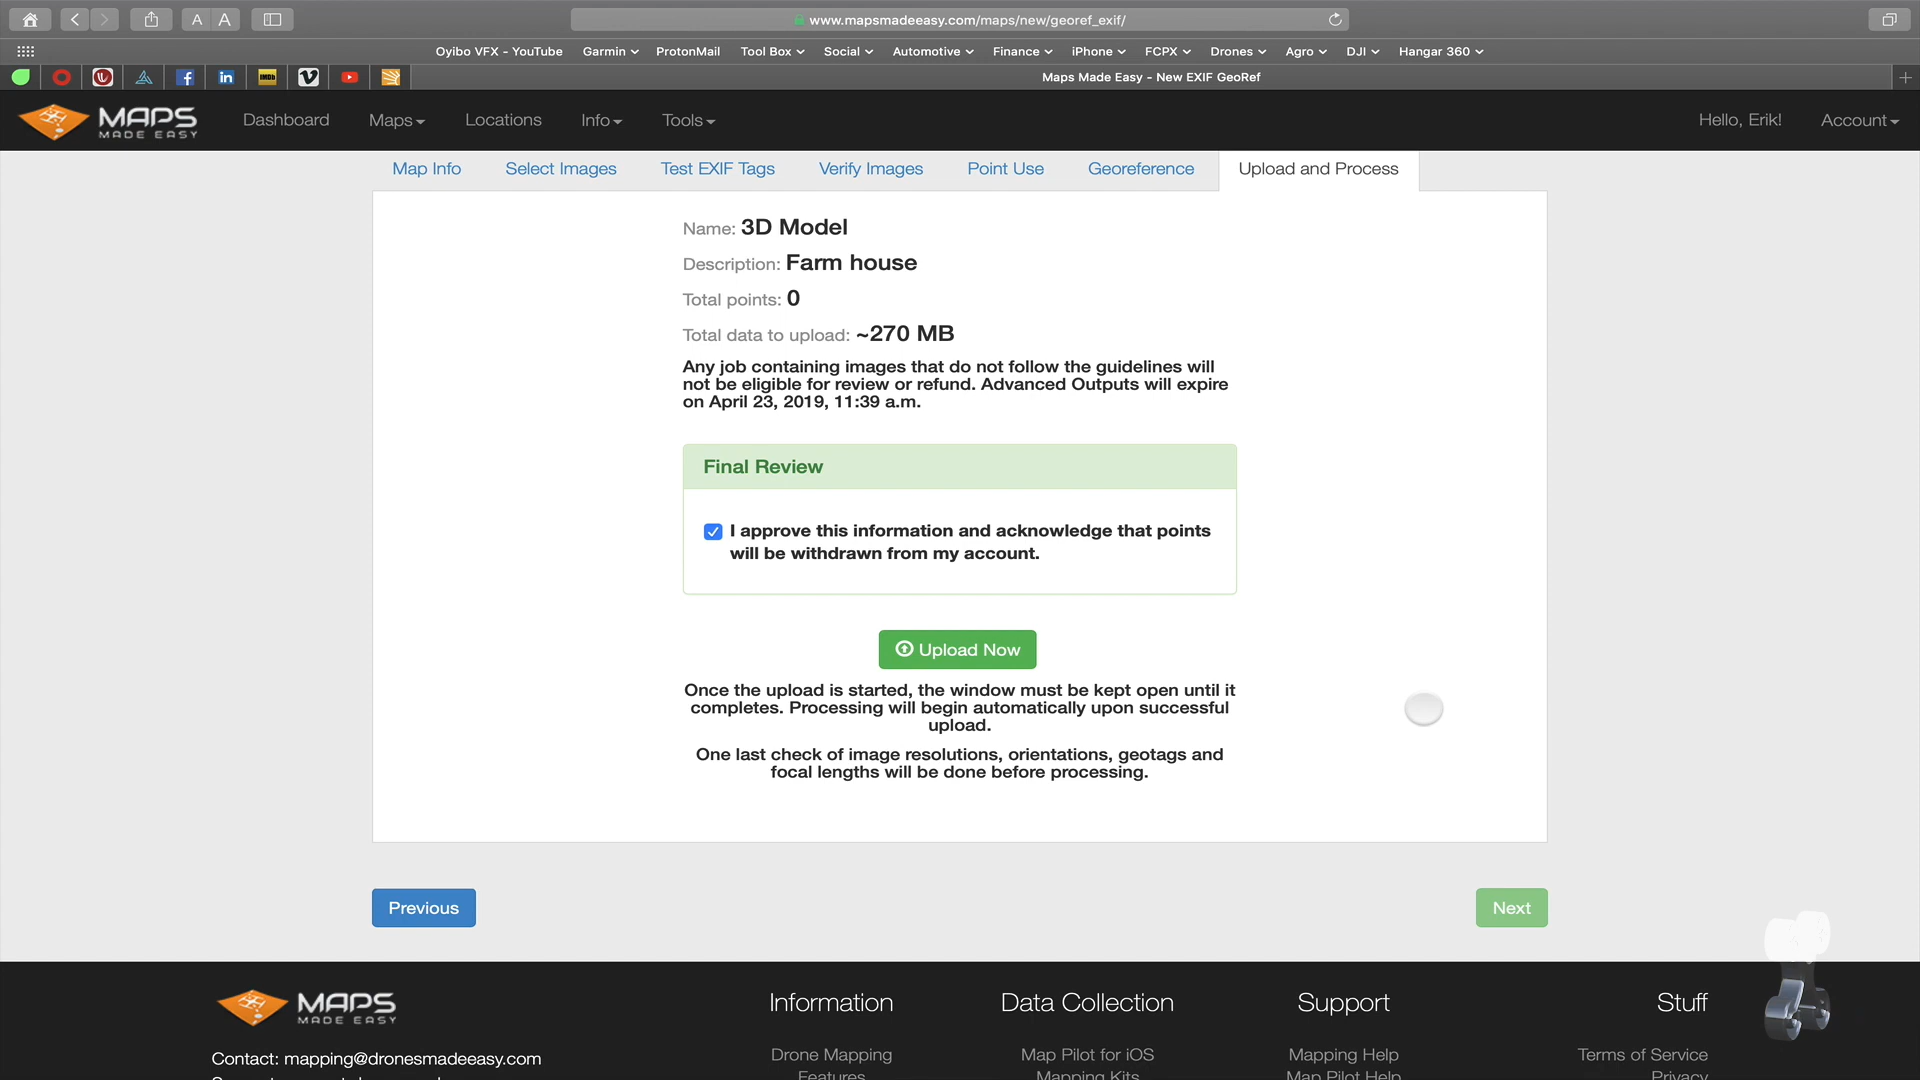 A A
www.mapsmadeeasy.com/maps/new/georef_exif/
Oyibo VFX - YouTube Garmin ProtonMail Tool Box Social Automotive Finance iPhone FCPX Drones Agro DJI Hangar 360
IMDb
Maps Made Easy - New EXIF GeoRef
MAPS
MADE EASY
Dashboard Maps Locations Info Tools Hello, Erik! Account
Map Info Select Images Test EXIF Tags Verify Images Point Use Georeference Upload and Process
Name: 3D Model
Description: Farm house
Total points: 0
Total data to upload: ~270 MB
Any job containing images that do not follow the guidelines will
not be eligible for review or refund. Advanced Outputs will expire
on April 23, 2019, 11:39 a.m.
Final Review
I approve this information and acknowledge that points
will be withdrawn from my account.
Upload Now
Once the upload is started, the window must be kept open until it
completes. Processing will begin automatically upon successful
upload.
One last check of image resolutions, orientations, geotags and
focal lengths will be done before processing.
Previous
Next
MAPS
MADE EASY
Information Data Collection Support Stuff
Contact: mapping@dronesmadeeasy.com
Drone Mapping Map Pilot for iOS Mapping Help Terms of Service
Features Mapping Kits Map Pilot Help Privacy